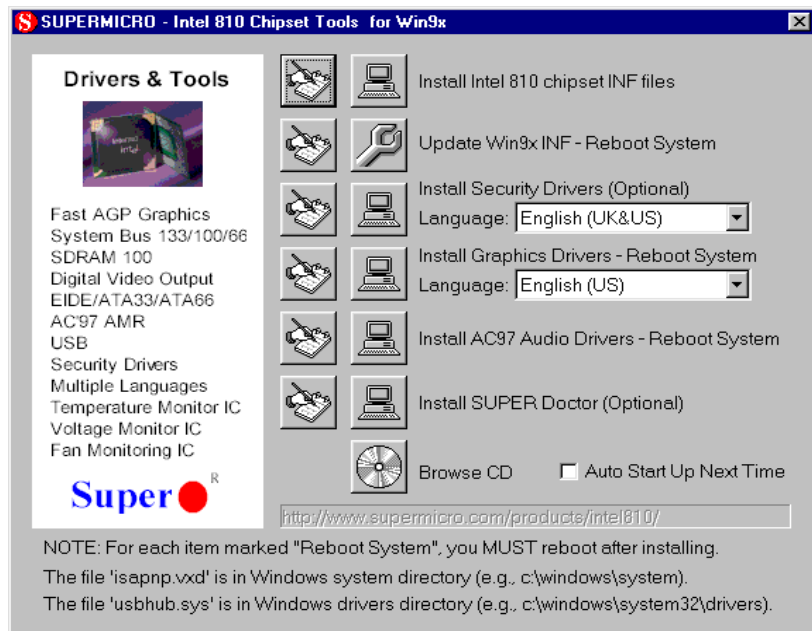 SUPERMICRO - Intel 810 Chipset Tools for Win9x
Drivers & Tools
intel
Fast AGP Graphics
System Bus 133/100/66
SDRAM 100
Digital Video Output
EIDE/ATA33/ATA66
AC'97 AMR
USB
Security Drivers
Multiple Languages
Temperature Monitor IC
Voltage Monitor IC
Fan Monitoring IC
Super
R
Install Intel 810 chipset INF files
Update Win9x INF - Reboot System
Install Security Drivers (Optional)
Language: English (UK&US)
Install Graphics Drivers - Reboot System
Language: English (US)
Install AC97 Audio Drivers - Reboot System
Install SUPER Doctor (Optional)
Browse CD
Auto Start Up Next Time
http://www.supermicro.com/products/intel810/
NOTE: For each item marked "Reboot System", you MUST reboot after installing.
The file 'isapnp.vxd' is in Windows system directory (e.g., c:\windows\system).
The file 'usbhub.sys' is in Windows drivers directory (e.g., c:\windows\system32\drivers).